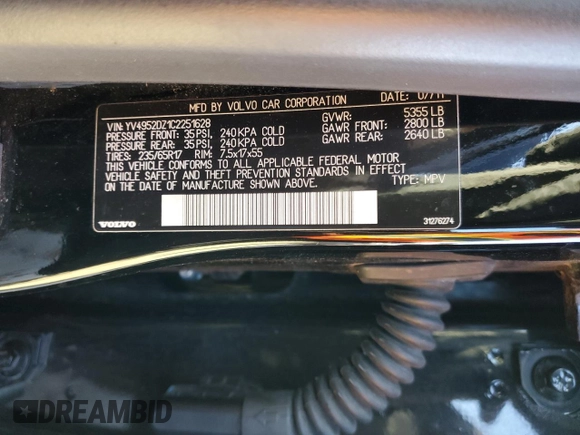 MFD BY VOLVO CAR CORPORATION
DATE: 07/11
VIN: YV4952DZ1C2251628
GVWR: 5355 LB
PRESSURE FRONT: 35 PSI, 240 KPA COLD GAWR FRONT: 2800 LB
PRESSURE REAR: 35 PSI, 240 KPA COLD GAWR REAR: 2640 LB
TIRES: 235/65R17 RIM: 7.5x17x55
THIS VEHICLE CONFORMS TO ALL APPLICABLE FEDERAL MOTOR
VEHICLE SAFETY AND THEFT PREVENTION STANDARDS IN EFFECT
ON THE DATE OF MANUFACTURE SHOWN ABOVE. TYPE: MPV
VOLVO 31276274
DREAMBID